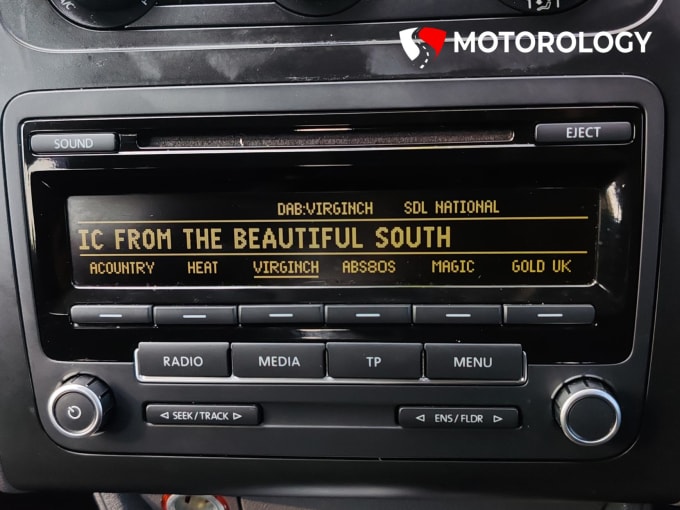 A/C
MOTOROLOGY
SOUND
EJECT
DAB:VIRGINCH SDL NATIONAL
IC FROM THE BEAUTIFUL SOUTH
ACOUNTRY HEAT VIRGINCH ABS80S MAGIC GOLD UK
RADIO MEDIA TP MENU
SEEK/TRACK ENS/FLDR